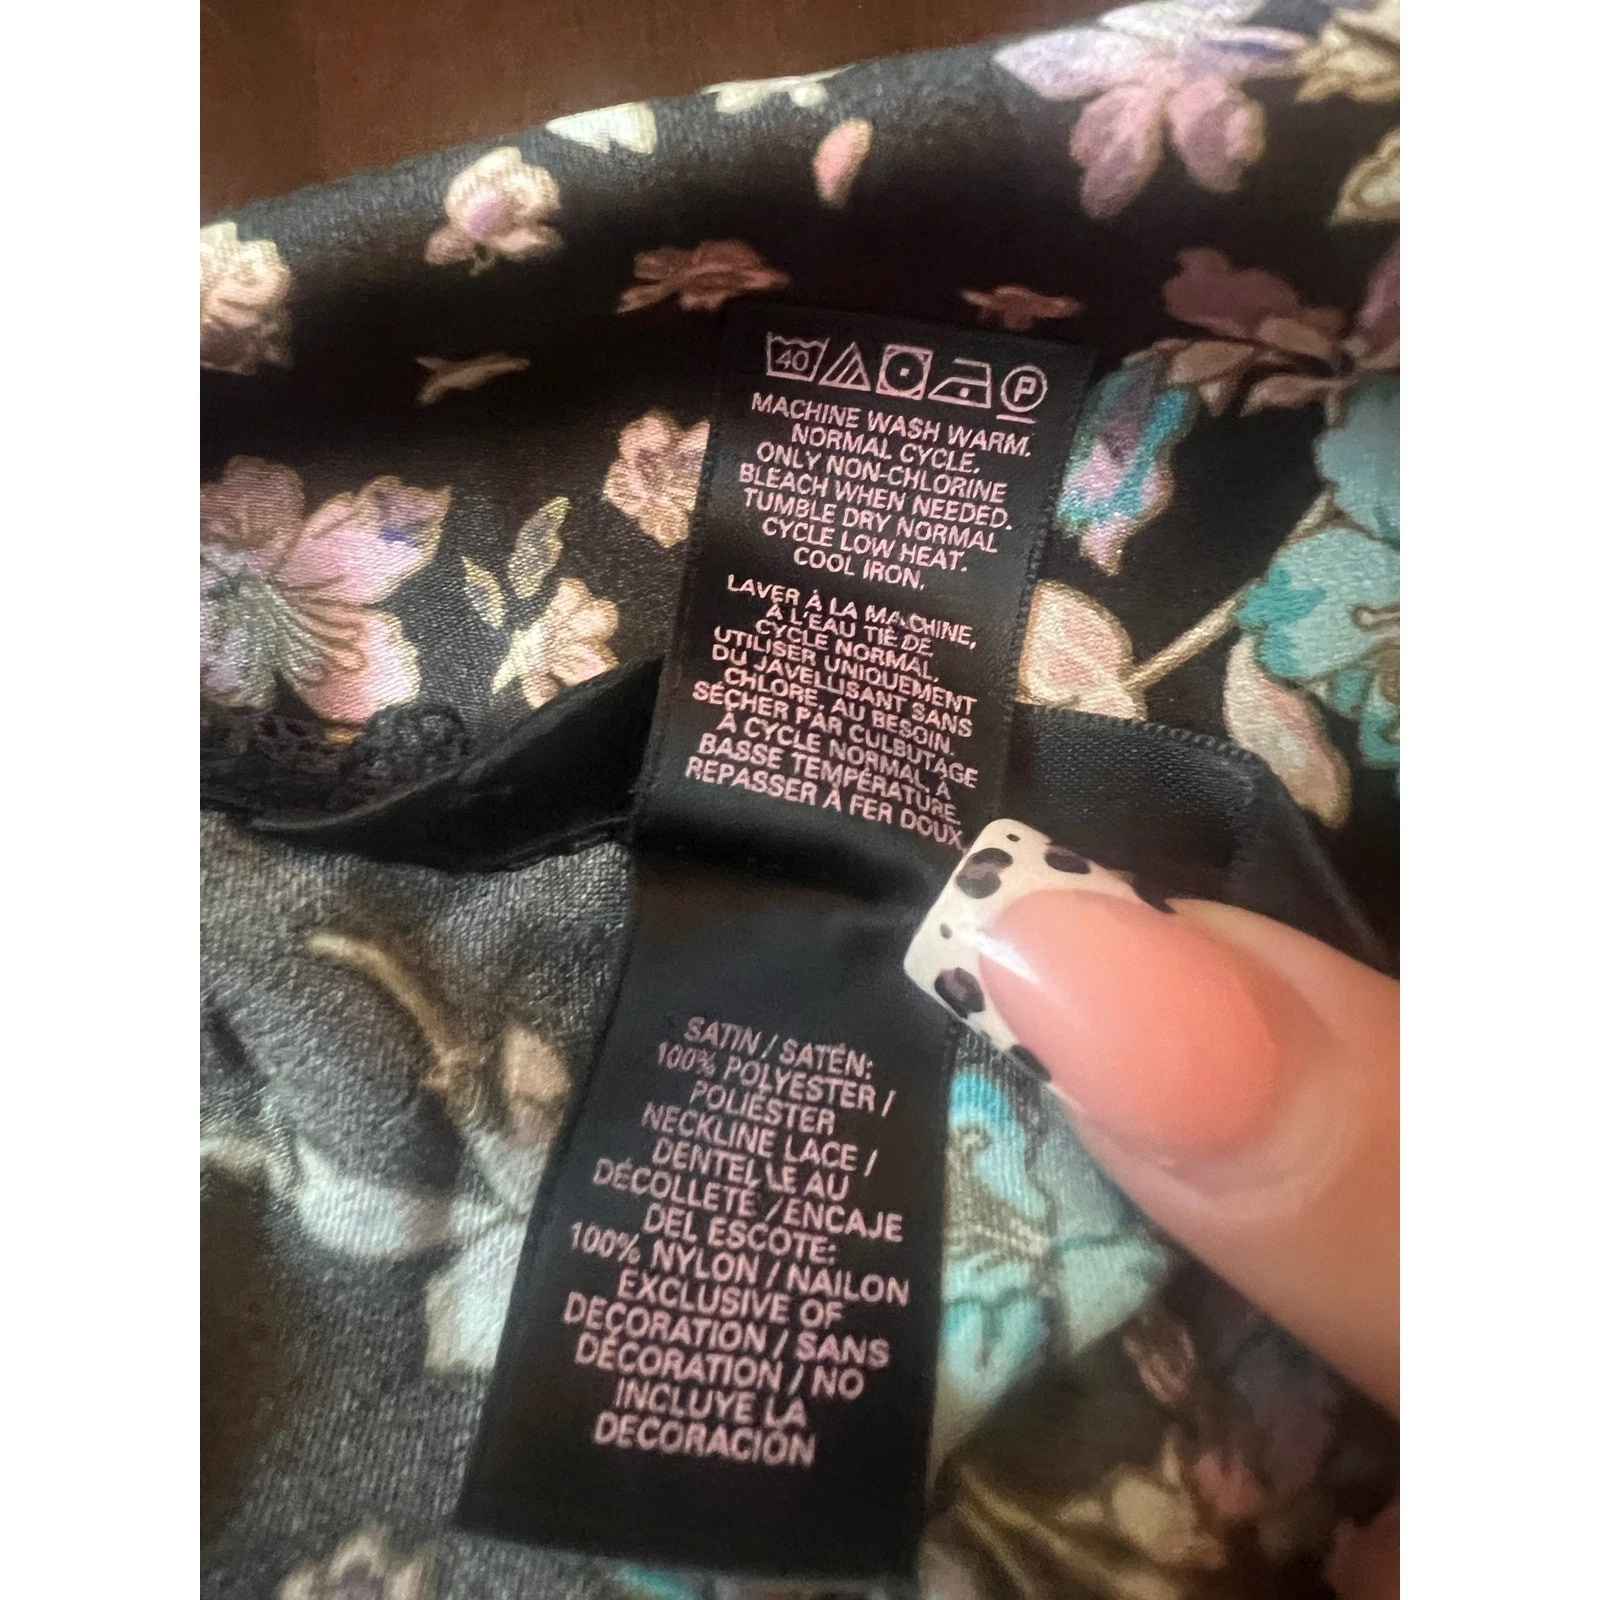 40 P
MACHINE WASH WARM.
NORMAL CYCLE.
ONLY NON-CHLORINE
BLEACH WHEN NEEDED.
TUMBLE DRY NORMAL
CYCLE LOW HEAT.
COOL IRON.
LAVER À LA MACHINE,
À L'EAU TIÈDE
CYCLE NORMAL.
UTILISER UNIQUEMENT
DU JAVELLISANT SANS
CHLORE, AU BESOIN.
SÉCHER PAR CULBUTAGE
À CYCLE NORMAL, À
BASSE TEMPÉRATURE.
REPASSER À FER DOUX.
SATIN / SATÉN:
100% POLYESTER /
POLIÉSTER
NECKLINE LACE /
DENTELLE AU
DÉCOLLETÉ / ENCAJE
DEL ESCOTE:
100% NYLON / NAILON
EXCLUSIVE OF
DECORATION / SANS
DÉCORATION / NO
INCLUYE LA
DECORACIÓN